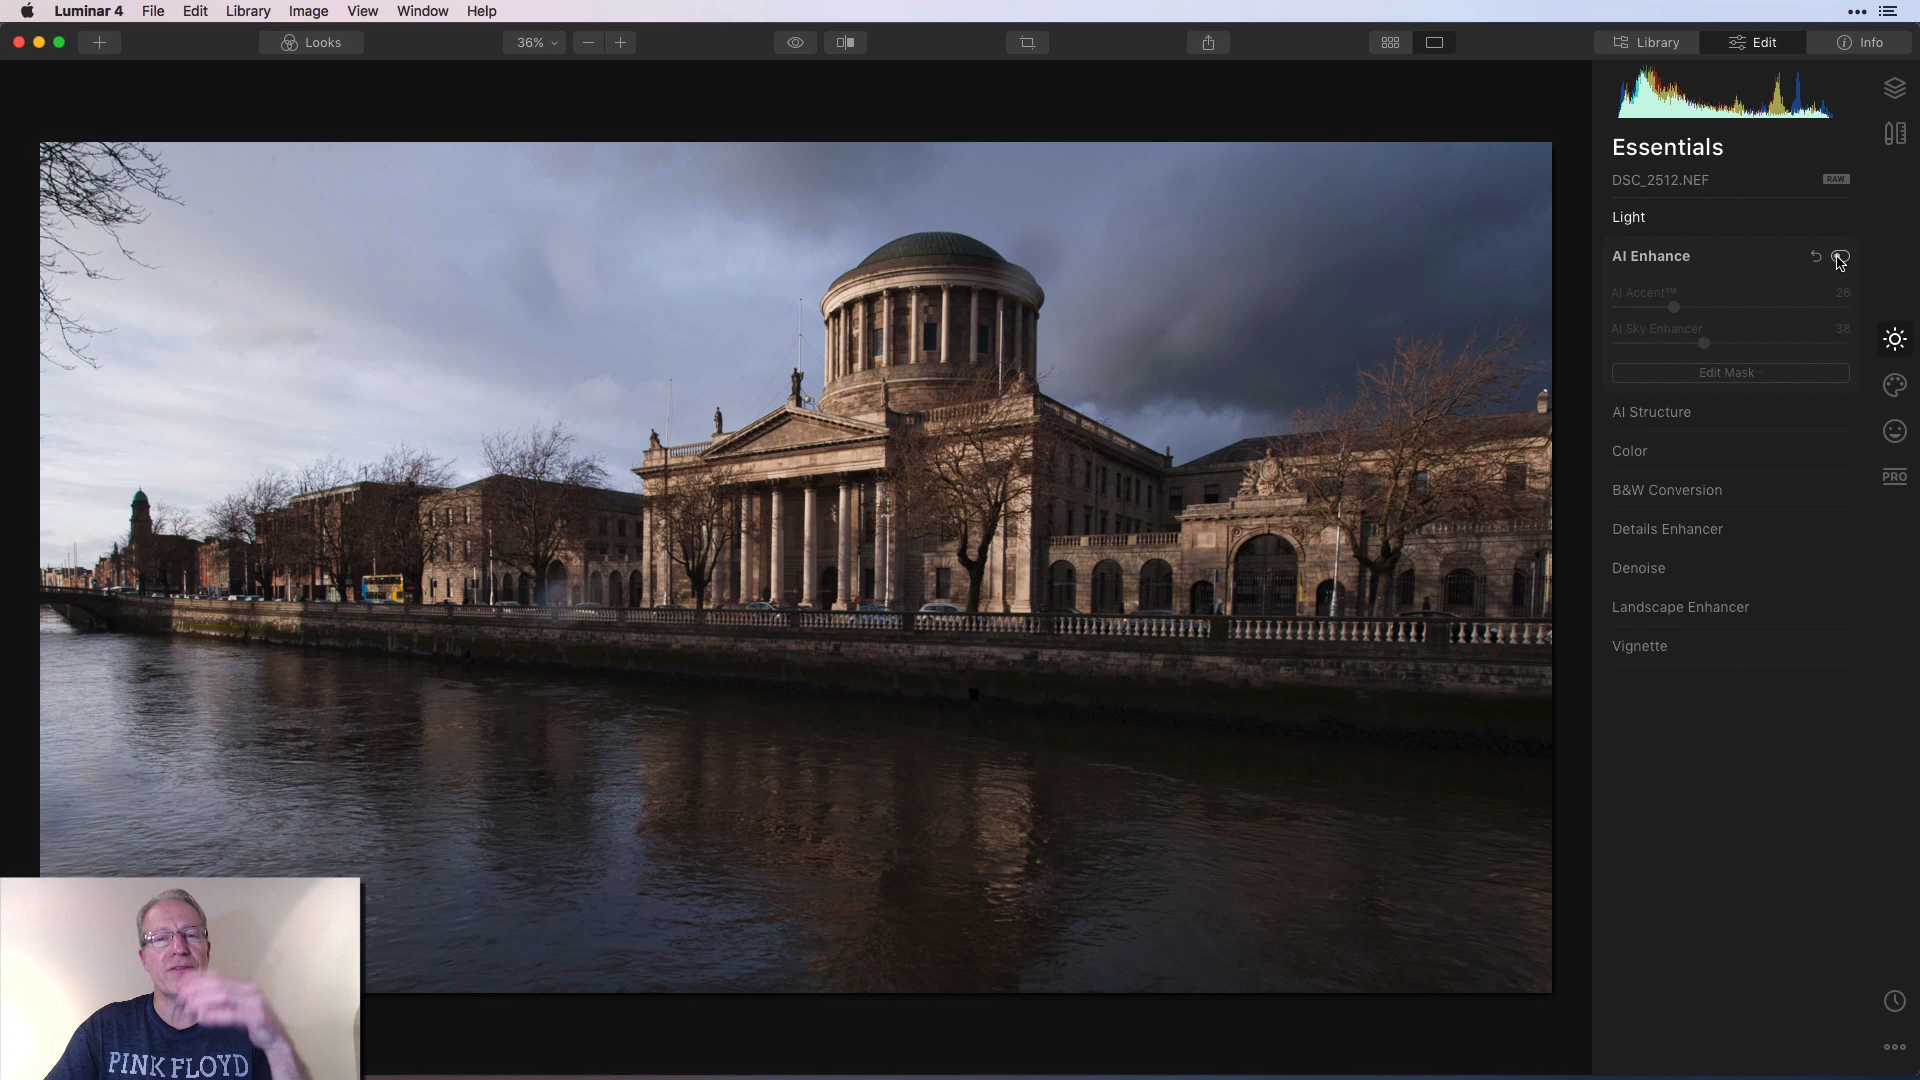 Luminar 4 File Edit Library Image View Window Help
Looks 36% Library Edit Info
Essentials
DSC_2512.NEF RAW
Light
AI Enhance
AI Accent™ 26
AI Sky Enhancer 38
Edit Mask
AI Structure
Color
B&W Conversion
Details Enhancer
Denoise
Landscape Enhancer
Vignette
PRO
PINK FLOYD